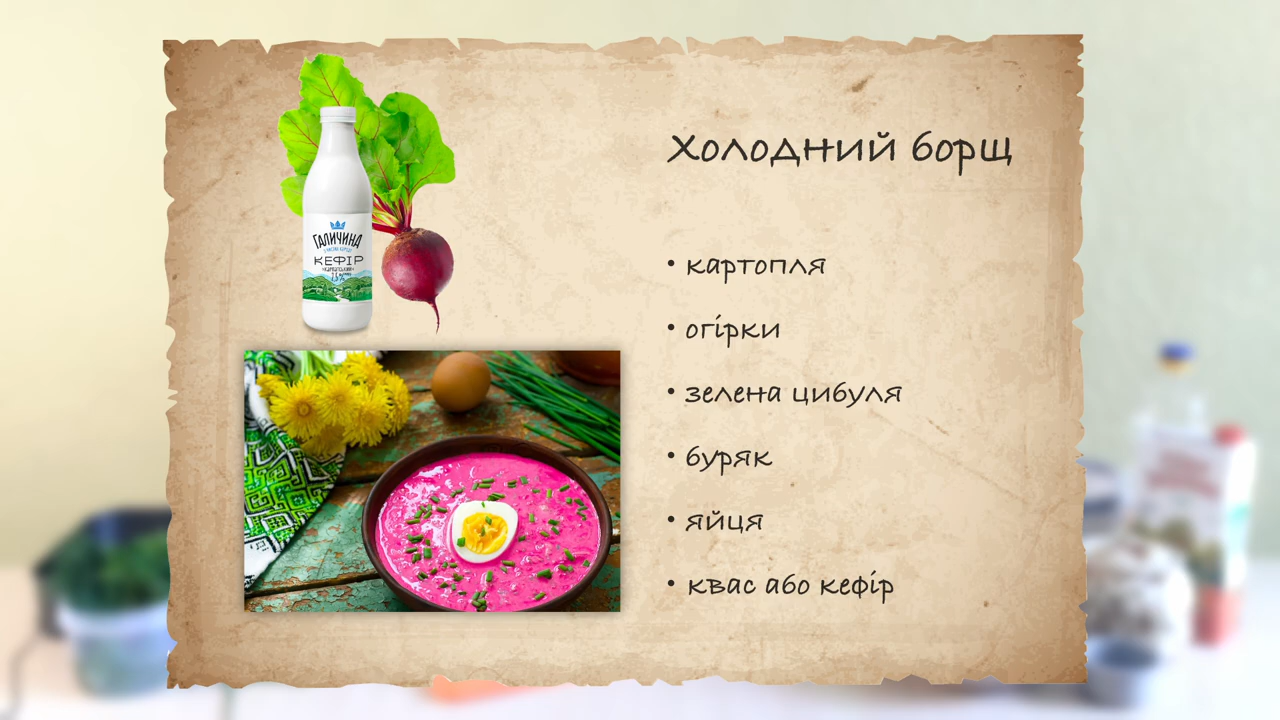 Холодний борщ
ГАЛИЧИНА
КЕФІР
• картопля
• огірки
• зелена цибуля
• буряк
• яйця
• квас або кефір